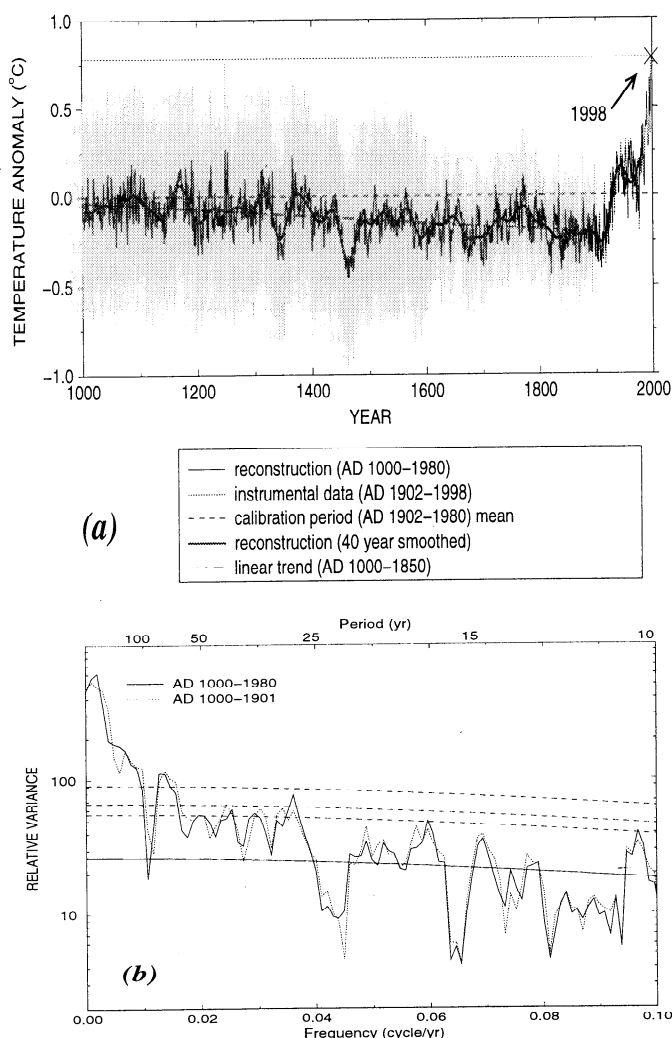 1.0
0.5
0.0
−0.5
−1.0
TEMPERATURE ANOMALY (°C)
1998
1000 1200 1400 1600 1800 2000
YEAR
(a)
reconstruction (AD 1000−1980)
instrumental data (AD 1902−1998)
calibration period (AD 1902−1980) mean
reconstruction (40 year smoothed)
linear trend (AD 1000−1850)
Period (yr)
100 50 25 15 10
AD 1000−1980
AD 1000−1901
RELATIVE VARIANCE
100
10
(b)
0.00 0.02 0.04 0.06 0.08 0.10
Frequency (cycle/yr)